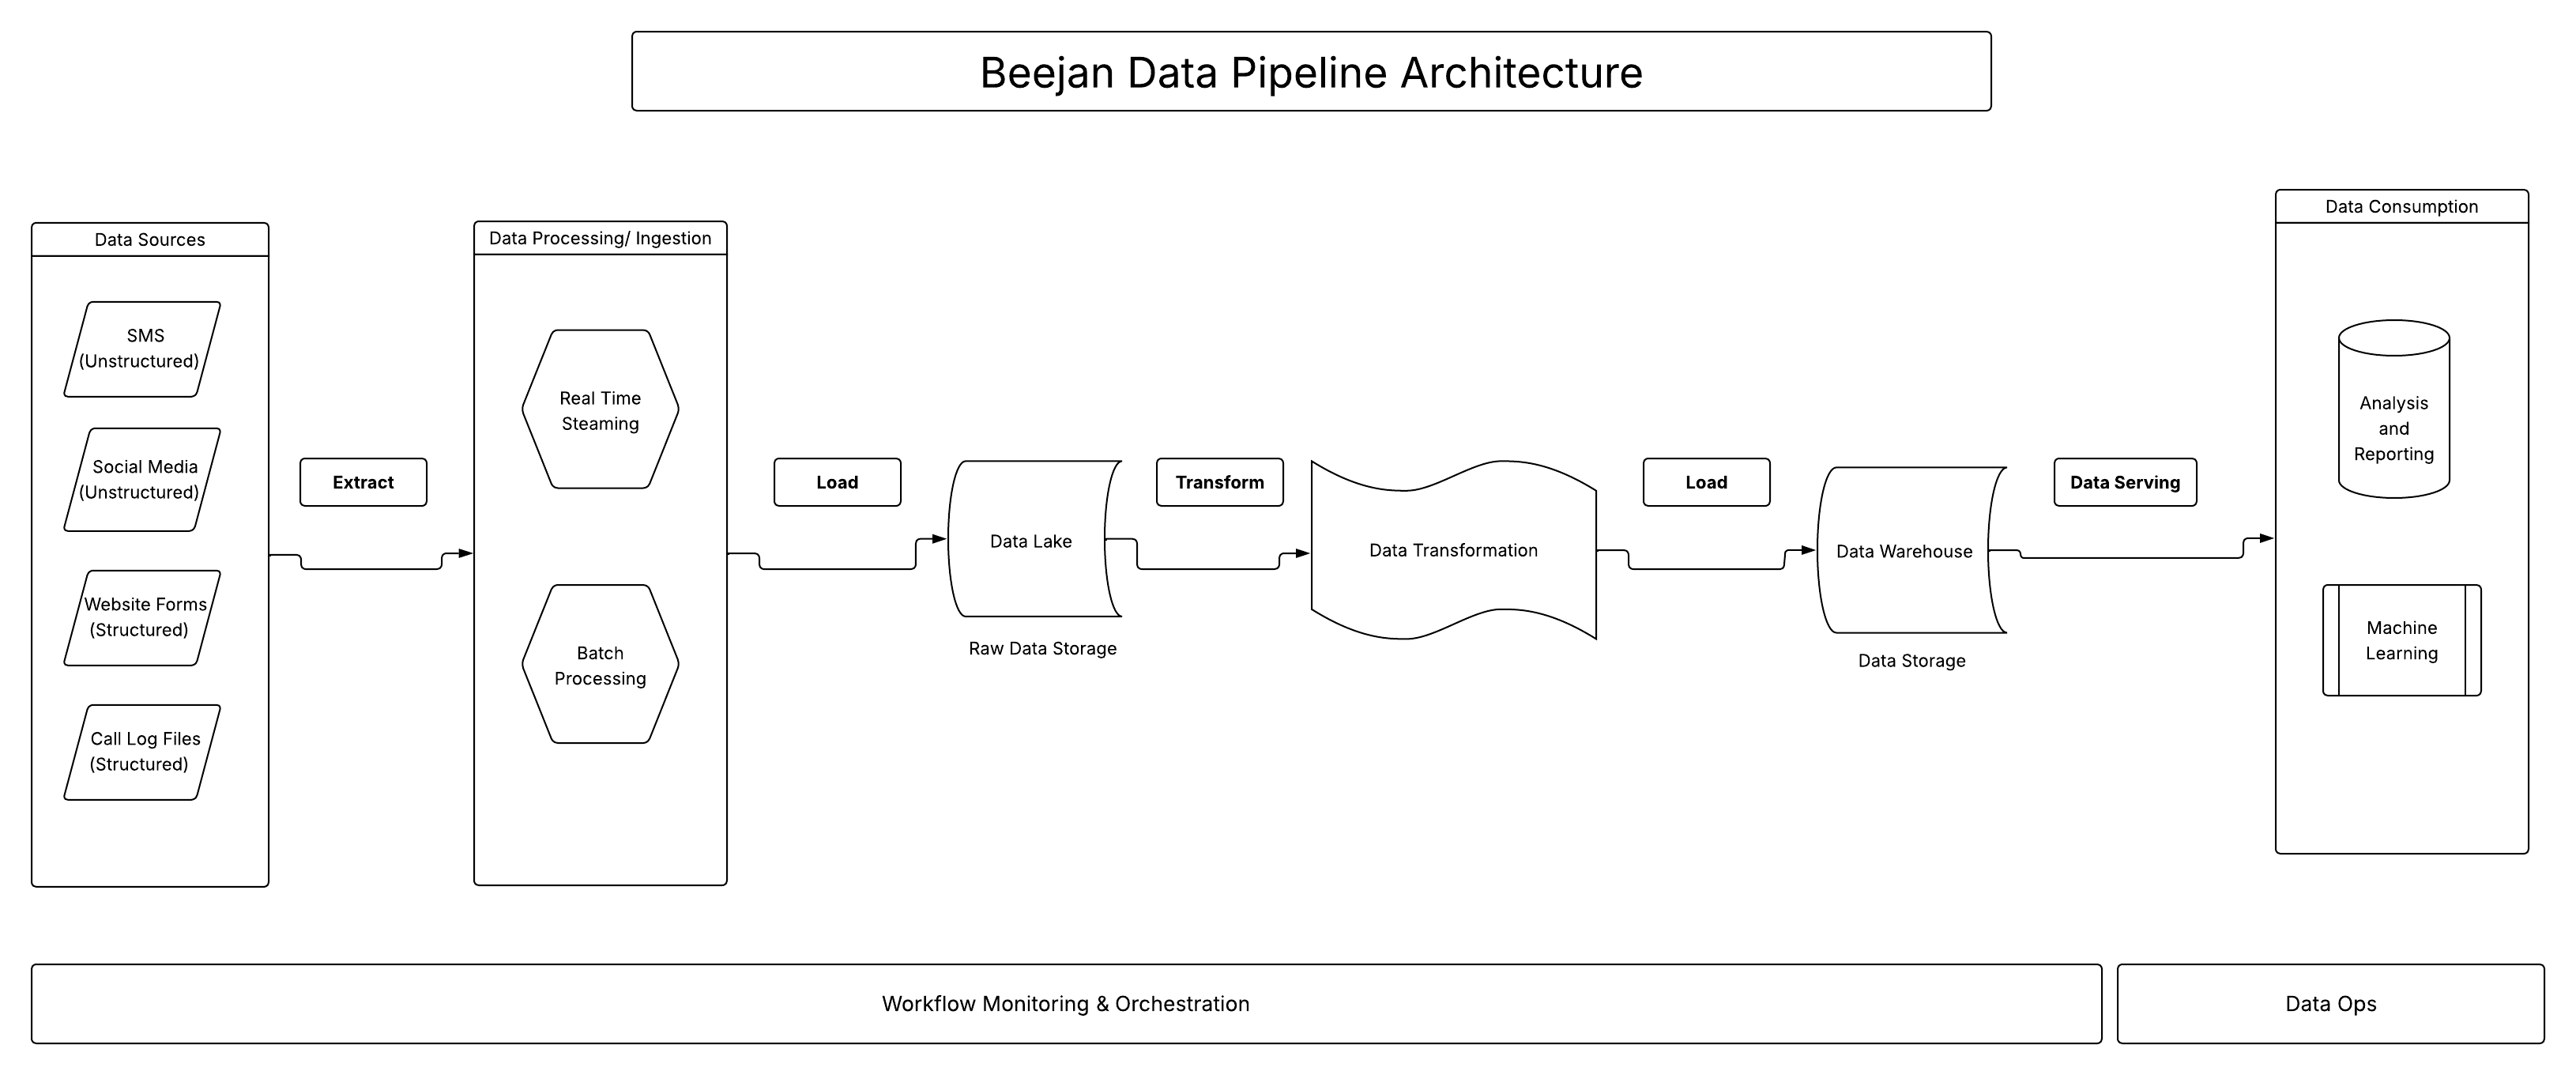 Beejan Data Pipeline Architecture
Data Sources
SMS
(Unstructured)
Social Media
(Unstructured)
Website Forms
(Structured)
Call Log Files
(Structured)
Extract
Data Processing/ Ingestion
Real Time
Steaming
Batch
Processing
Load
Data Lake
Raw Data Storage
Transform
Data Transformation
Load
Data Warehouse
Data Storage
Data Serving
Data Consumption
Analysis
and
Reporting
Machine
Learning
Workflow Monitoring & Orchestration
Data Ops